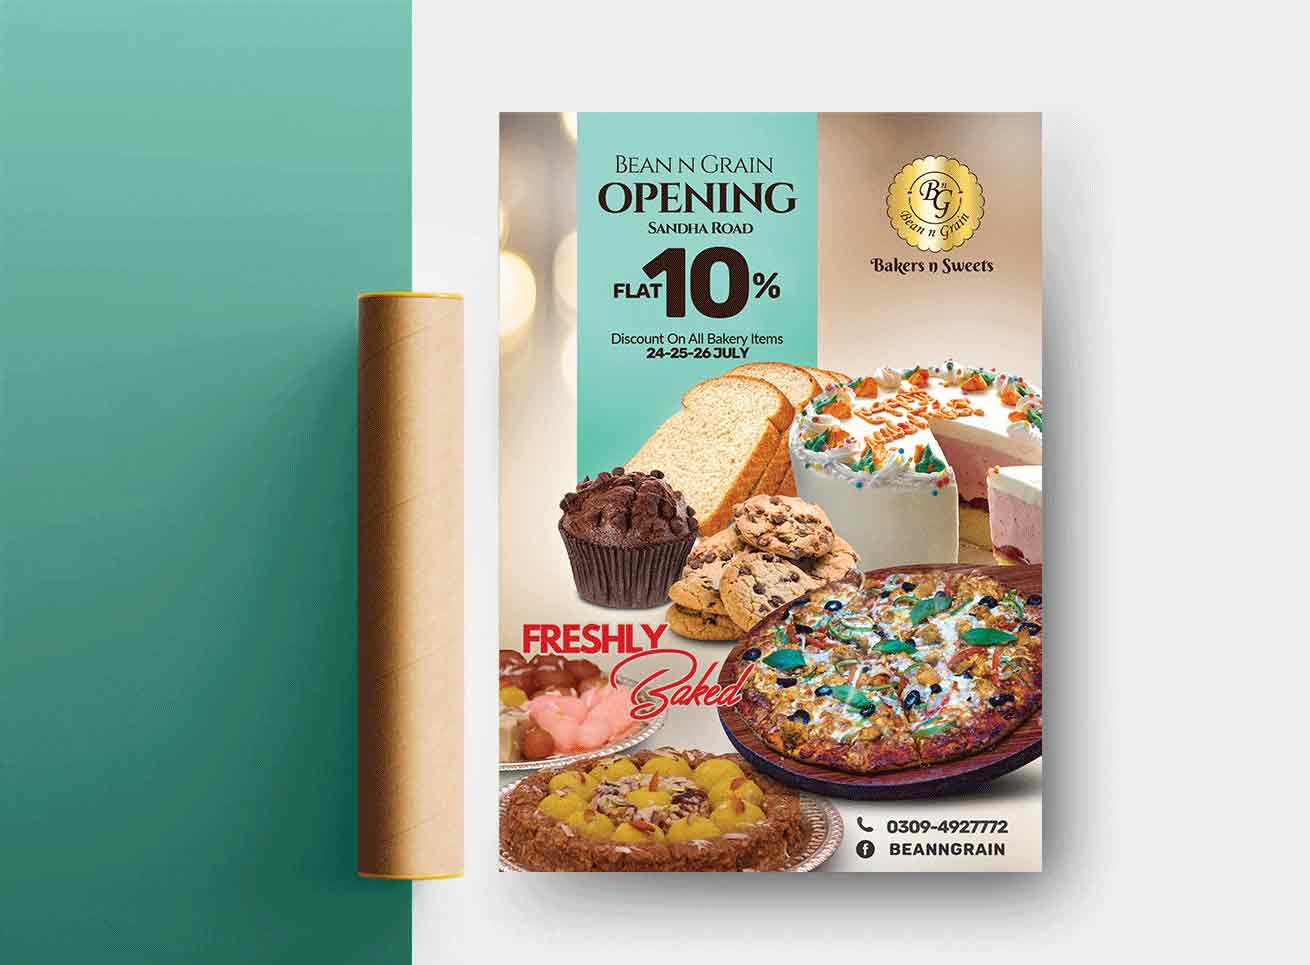 BEAN N GRAIN
OPENING
SANDHA ROAD
FLAT 10%
Discount On All Bakery Items
24-25-26 JULY
BnG
Bean n Grain
Bakers n Sweets
FRESHLY
Baked
0309-4927772
BEANNGRAIN